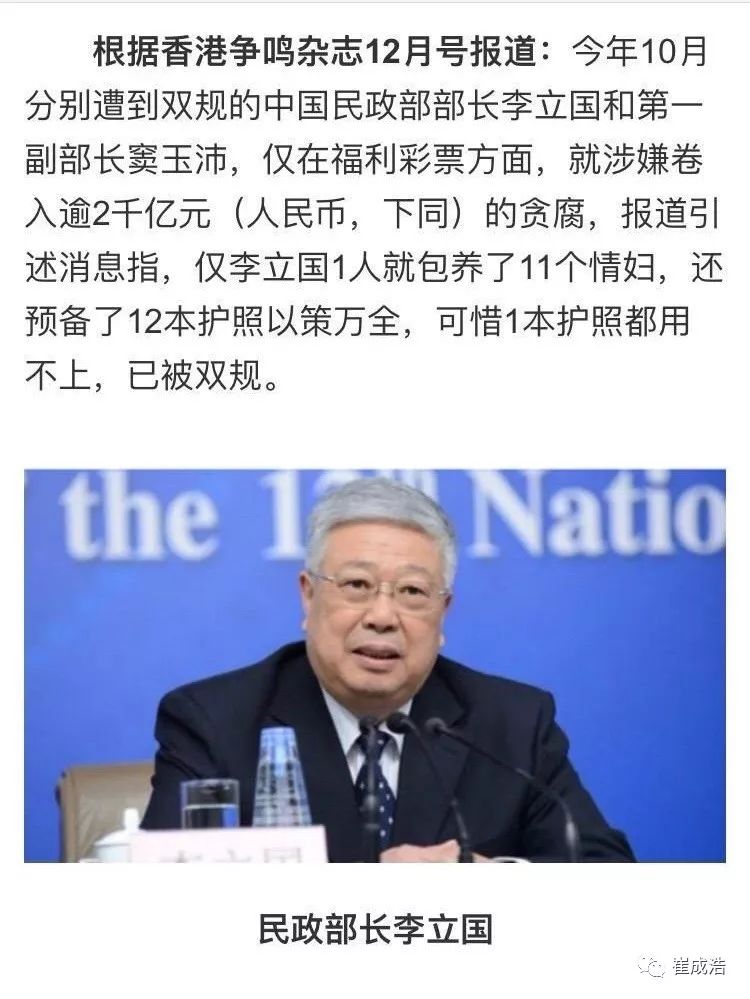 根据香港争鸣杂志12月号报道：今年10月
分别遭到双规的中国民政部部长李立国和第一
副部长窦玉沛，仅在福利彩票方面，就涉嫌卷
入逾2千亿元（人民币，下同）的贪腐，报道引
述消息指，仅李立国1人就包养了11个情妇，还
预备了12本护照以策万全，可惜1本护照都用
不上，已被双规。
the 12th Natio
李立国
民政部长李立国
崔成浩